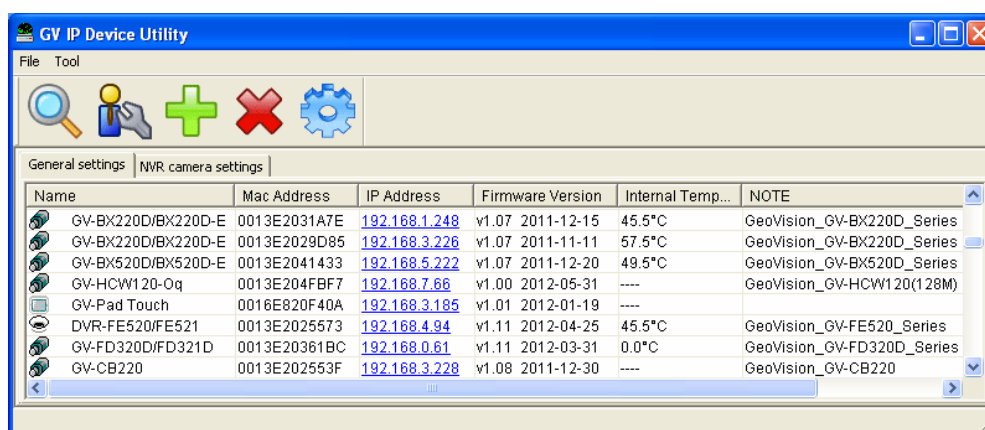 GV IP Device Utility
File Tool
General settings NVR camera settings
Name Mac Address IP Address Firmware Version Internal Temp... NOTE
GV-BX220D/BX220D-E 0013E2031A7E 192.168.1.248 v1.07 2011-12-15 45.5°C GeoVision_GV-BX220D_Series
GV-BX220D/BX220D-E 0013E2029D85 192.168.3.226 v1.07 2011-11-11 57.5°C GeoVision_GV-BX220D_Series
GV-BX520D/BX520D-E 0013E2041433 192.168.5.222 v1.07 2011-12-20 49.5°C GeoVision_GV-BX520D_Series
GV-HCW120-Oq 0013E204FBF7 192.168.7.66 v1.00 2012-05-31 ---- GeoVision_GV-HCW120(128M)
GV-Pad Touch 0016E820F40A 192.168.3.185 v1.01 2012-01-19 ----
DVR-FE520/FE521 0013E2025573 192.168.4.94 v1.11 2012-04-25 45.5°C GeoVision_GV-FE520_Series
GV-FD320D/FD321D 0013E20361BC 192.168.0.61 v1.11 2012-03-31 0.0°C GeoVision_GV-FD320D_Series
GV-CB220 0013E202553F 192.168.3.228 v1.08 2011-12-30 ---- GeoVision_GV-CB220